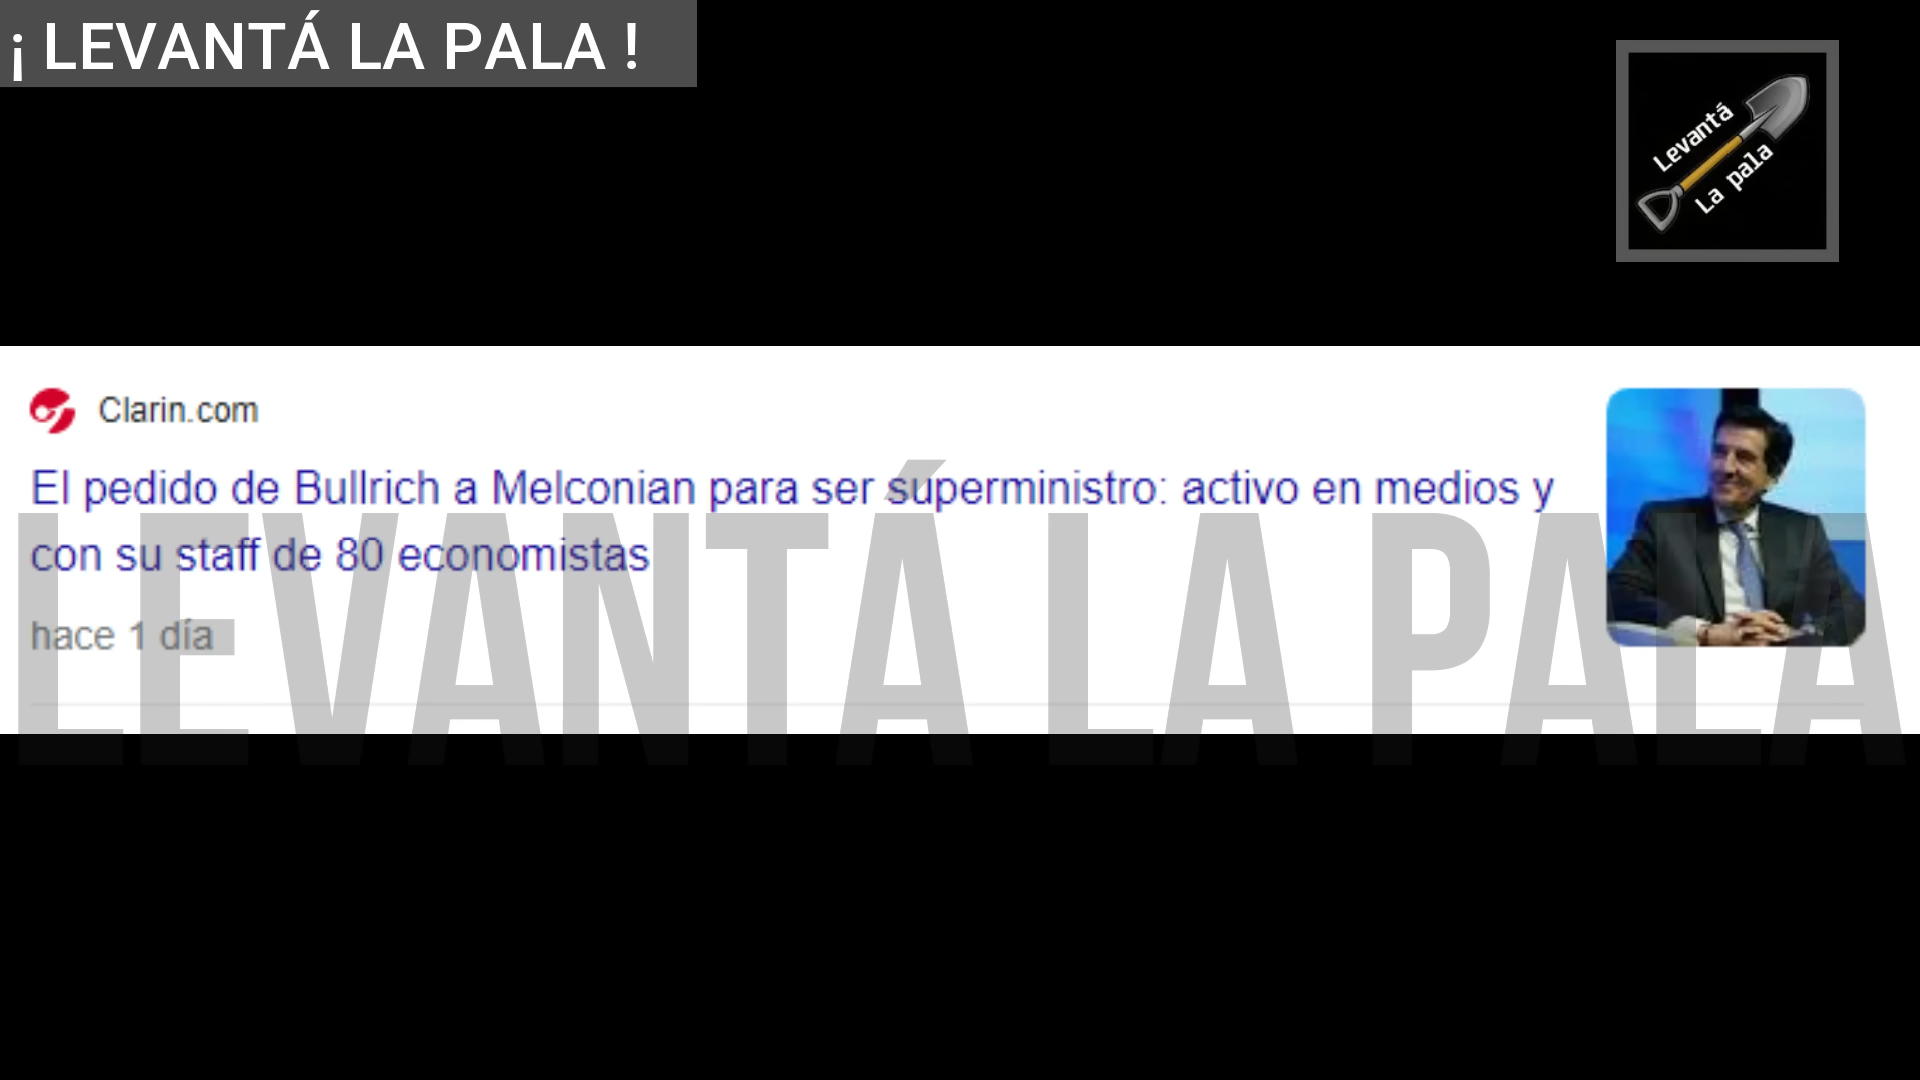 ¡ LEVANTÁ LA PALA !
Levantá
La pala
Clarin.com
El pedido de Bullrich a Melconian para ser superministro: activo en medios y
con su staff de 80 economistas
hace 1 día
LEVANTÁ LA PALA